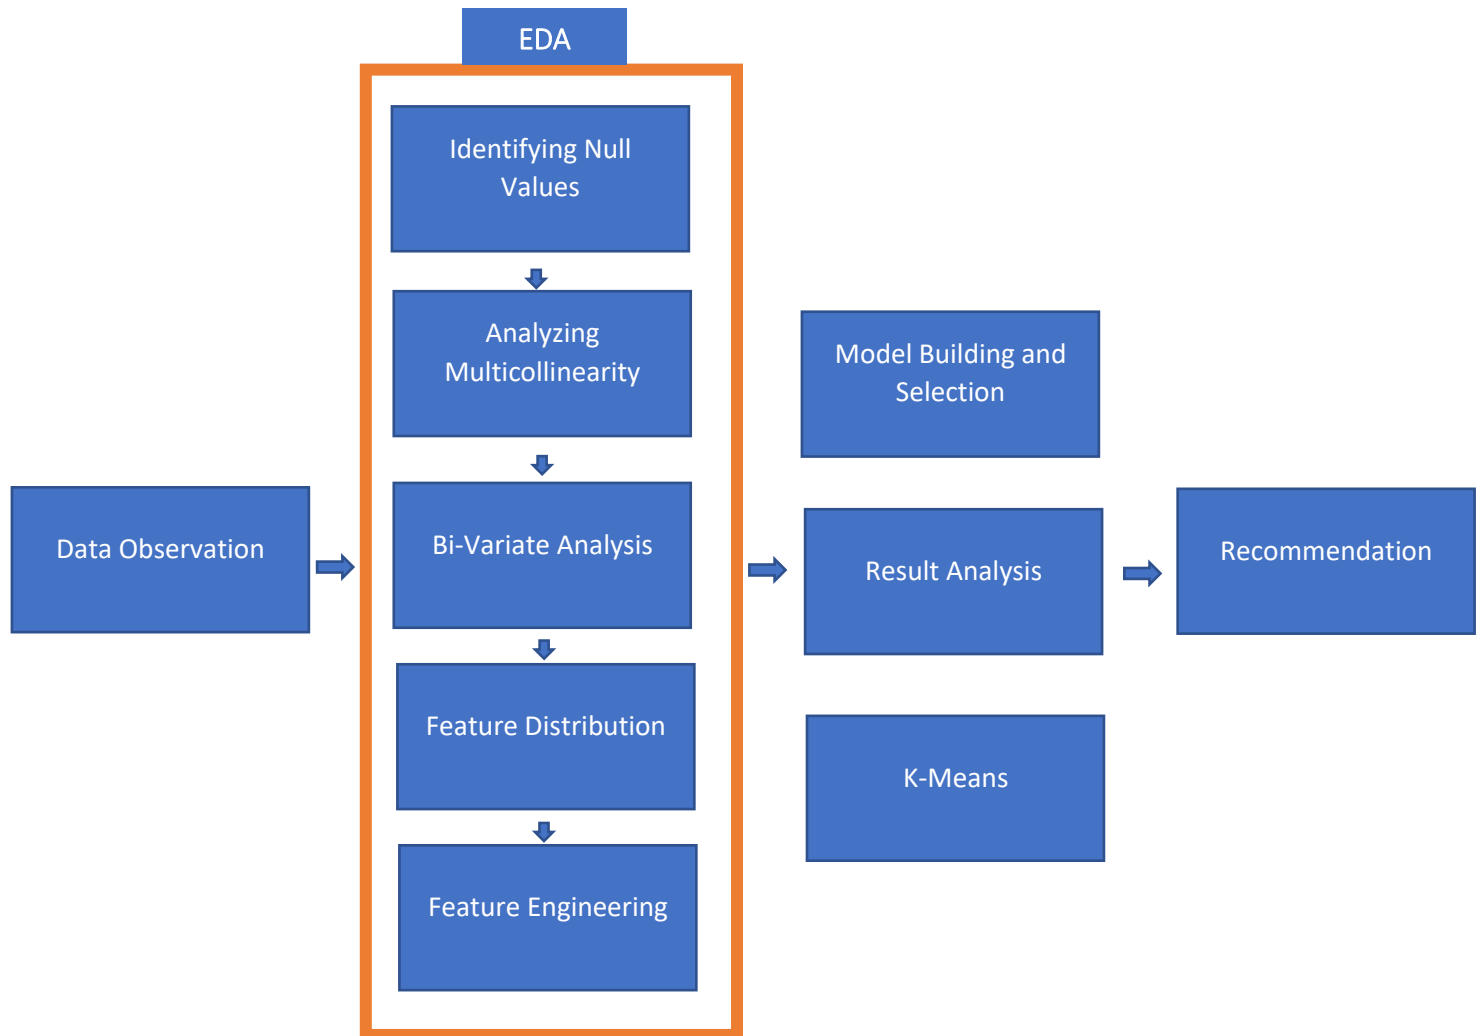 EDA
Identifying Null
Values
Analyzing
Multicollinearity
Bi-Variate Analysis
Feature Distribution
Feature Engineering
Data Observation
Model Building and
Selection
Result Analysis
K-Means
Recommendation